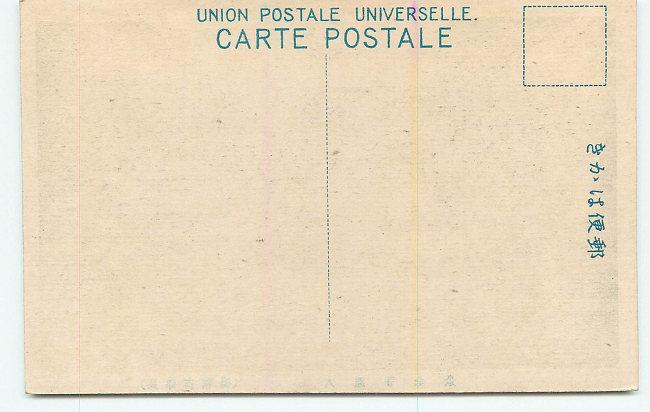 UNION POSTALE UNIVERSELLE.
CARTE POSTALE
郵便はかき